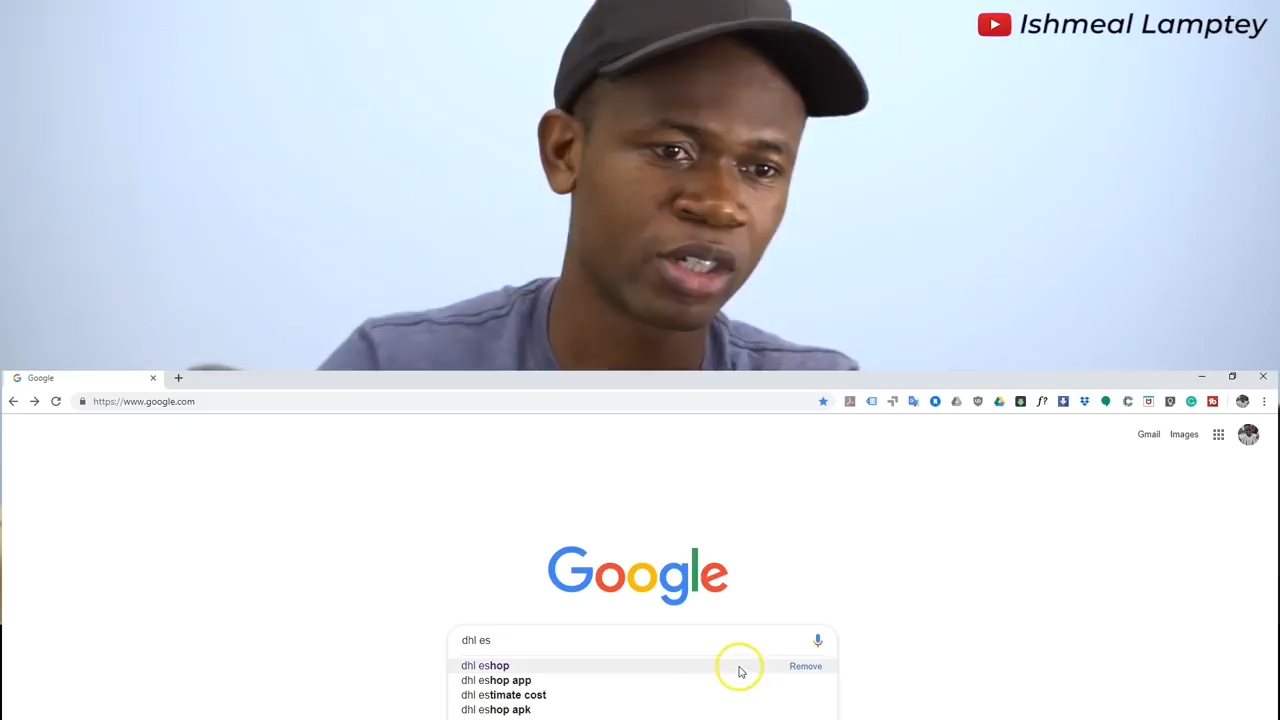 Ishmeal Lamptey
Google
https://www.google.com
Gmail Images
Google
dhl es
dhl eshop
Remove
dhl eshop app
dhl estimate cost
dhl eshop apk